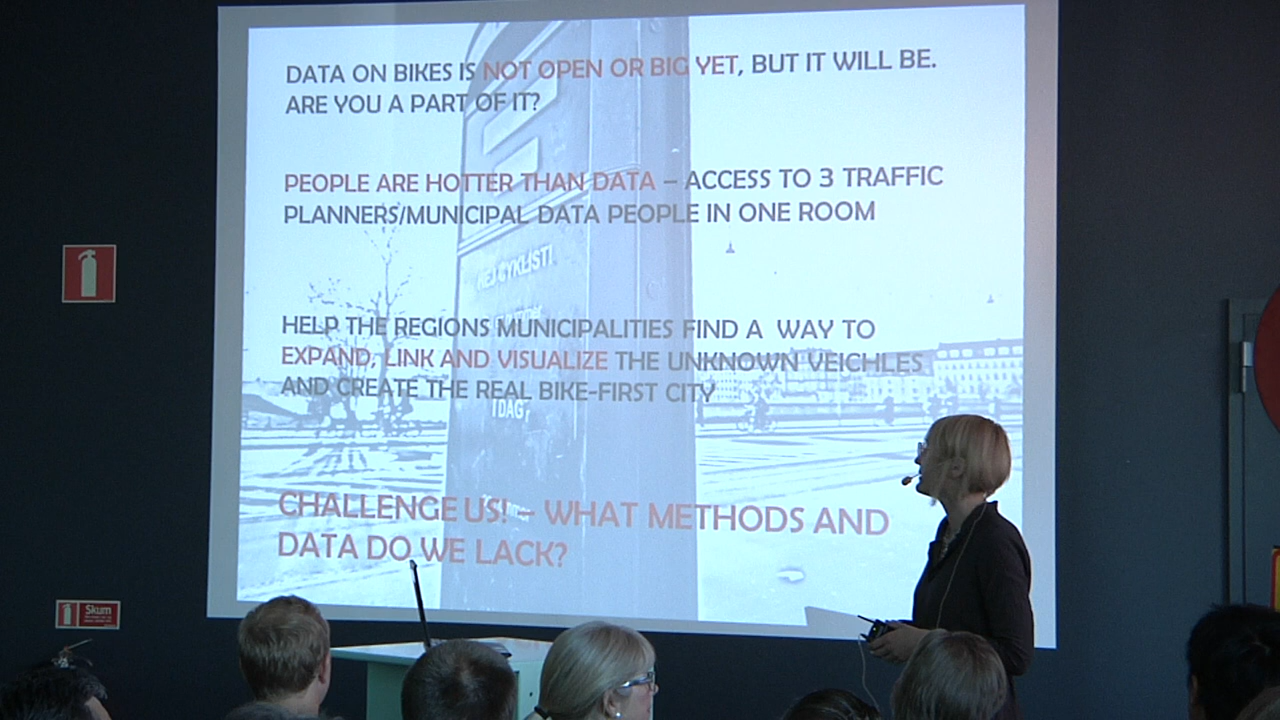 DATA ON BIKES IS NOT OPEN OR BIG YET, BUT IT WILL BE.
ARE YOU A PART OF IT?
PEOPLE ARE HOTTER THAN DATA – ACCESS TO 3 TRAFFIC
PLANNERS/MUNICIPAL DATA PEOPLE IN ONE ROOM
HEJ CYKLIST!
HELP THE REGIONS MUNICIPALITIES FIND A WAY TO
EXPAND, LINK AND VISUALIZE THE UNKNOWN VEICHLES
AND CREATE THE REAL BIKE-FIRST CITY
I DAG
CHALLENGE US! – WHAT METHODS AND
DATA DO WE LACK?
Skum